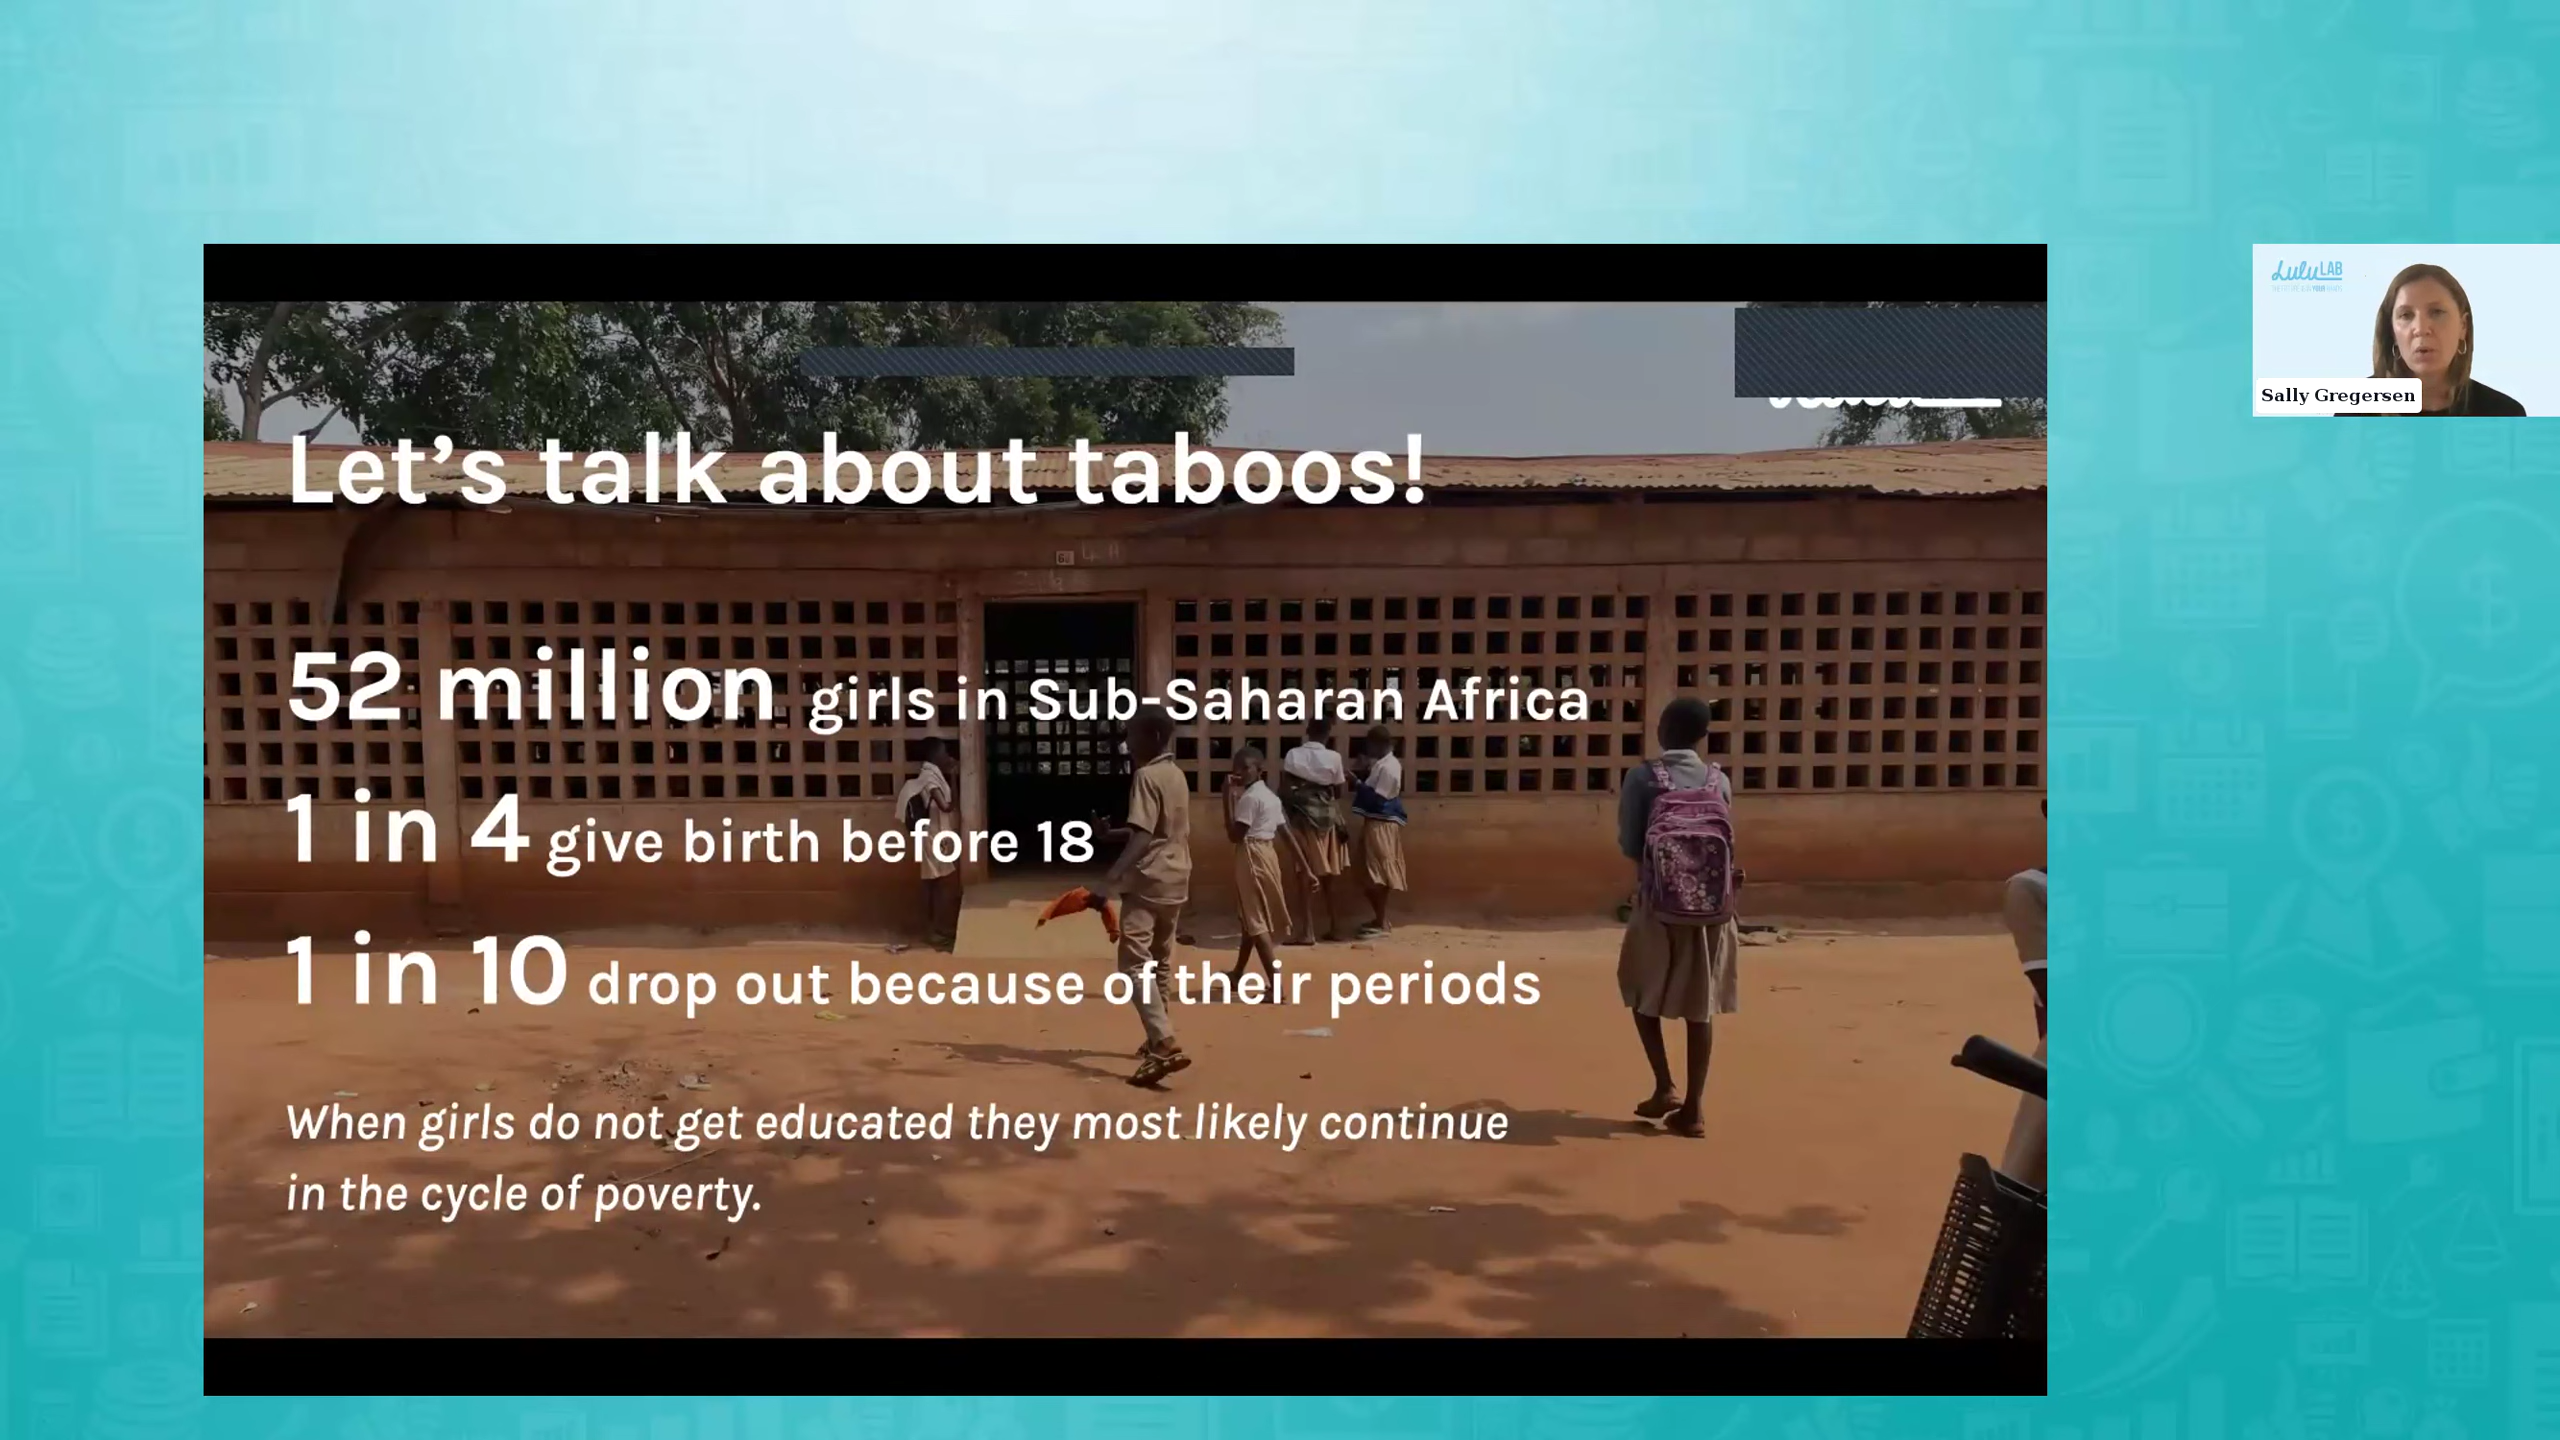 Let's talk about taboos!
52 million girls in Sub-Saharan Africa
1 in 4 give birth before 18
1 in 10 drop out because of their periods
When girls do not get educated they most likely continue
in the cycle of poverty.
Lulu LAB
Sally Gregersen